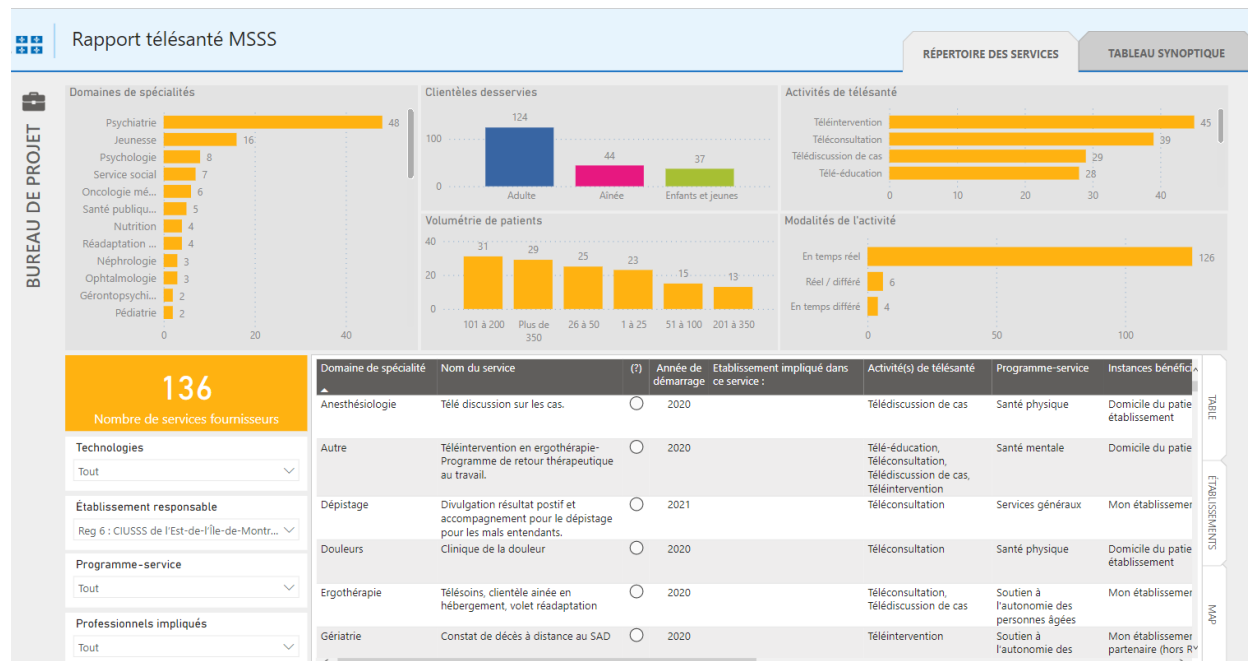 Rapport télésanté MSSS
RÉPERTOIRE DES SERVICES
TABLEAU SYNOPTIQUE
BUREAU DE PROJET
Domaines de spécialités
Psychiatrie 48
Jeunesse 16
Psychologie 8
Service social 7
Oncologie mé... 6
Santé publiqu... 5
Nutrition 4
Réadaptation ... 4
Néphrologie 3
Ophtalmologie 3
Gérontopsychi... 2
Pédiatrie 2
0 20 40
Clientèles desservies
100
0
124
44
37
Adulte Aînée Enfants et jeunes
Volumétrie de patients
40
20
0
31 29 25 23 15 13
101 à 200 Plus de 350 26 à 50 1 à 25 51 à 100 201 à 350
Activités de télésanté
Téléintervention 45
Téléconsultation 39
Télédiscussion de cas 29
Télé-éducation 28
0 10 20 30 40
Modalités de l'activité
En temps réel 126
Réel / différé 6
En temps différé 4
0 50 100
136
Nombre de services fournisseurs
Technologies
Tout
Établissement responsable
Reg 6 : CIUSSS de l'Est-de-l'Île-de-Montr...
Programme-service
Tout
Professionnels impliqués
Tout
Domaine de spécialité Nom du service (?) Année de Etablissement impliqué dans Activité(s) de télésanté Programme-service Instances bénéfici
démarrage ce service :
Anesthésiologie Télé discussion sur les cas. 2020 Télédiscussion de cas Santé physique Domicile du patie
établissement
Autre Téléintervention en ergothérapie- 2020 Télé-éducation, Santé mentale Domicile du patie
Programme de retour thérapeutique Téléconsultation,
au travail. Télédiscussion de cas,
Téléintervention
Dépistage Divulgation résultat postif et 2021 Téléconsultation Services généraux Mon établissemer
accompagnement pour le dépistage
pour les mals entendants.
Douleurs Clinique de la douleur 2020 Téléconsultation Santé physique Domicile du patie
établissement
Ergothérapie Télésoins, clientèle ainée en 2020 Téléconsultation, Soutien à Mon établissemer
hébergement, volet réadaptation Télédiscussion de cas l'autonomie des
personnes âgées
Gériatrie Constat de décès à distance au SAD 2020 Téléintervention Soutien à Mon établissemer
l'autonomie des partenaire (hors R
TABLE
ÉTABLISSEMENTS
MAP